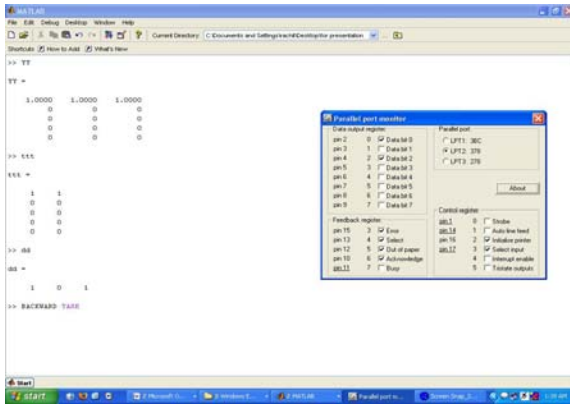 MATLAB
File Edit Debug Desktop Window Help
Current Directory:
Shortcuts How to Add What's New
>> TT
TT =
1.0000 1.0000 1.0000
0 0 0
0 0 0
0 0 0
0 0 0
>> ttt
ttt =
1 1
0 0
0 0
0 0
0 0
>> dd
dd =
1 0 1
>> BACKWARD TASK
Parallel port monitor
Data output register
pin 2 0 Data bit 0
pin 3 1 Data bit 1
pin 4 2 Data bit 2
pin 5 3 Data bit 3
pin 6 4 Data bit 4
pin 7 5 Data bit 5
pin 8 6 Data bit 6
pin 9 7 Data bit 7
Parallel port
LPT1: 3BC
LPT2: 378
LPT3: 278
About
Feedback register
pin 15 3 Error
pin 13 4 Select
pin 12 5 Out of paper
pin 10 6 Acknowledge
pin 11 7 Busy
Control register
pin 1 0 Strobe
pin 14 1 Auto line feed
pin 16 2 Initialize printer
pin 17 3 Select input
4 Interrupt enable
5 Tristate outputs
Start
start
MATLAB
Parallel port m...